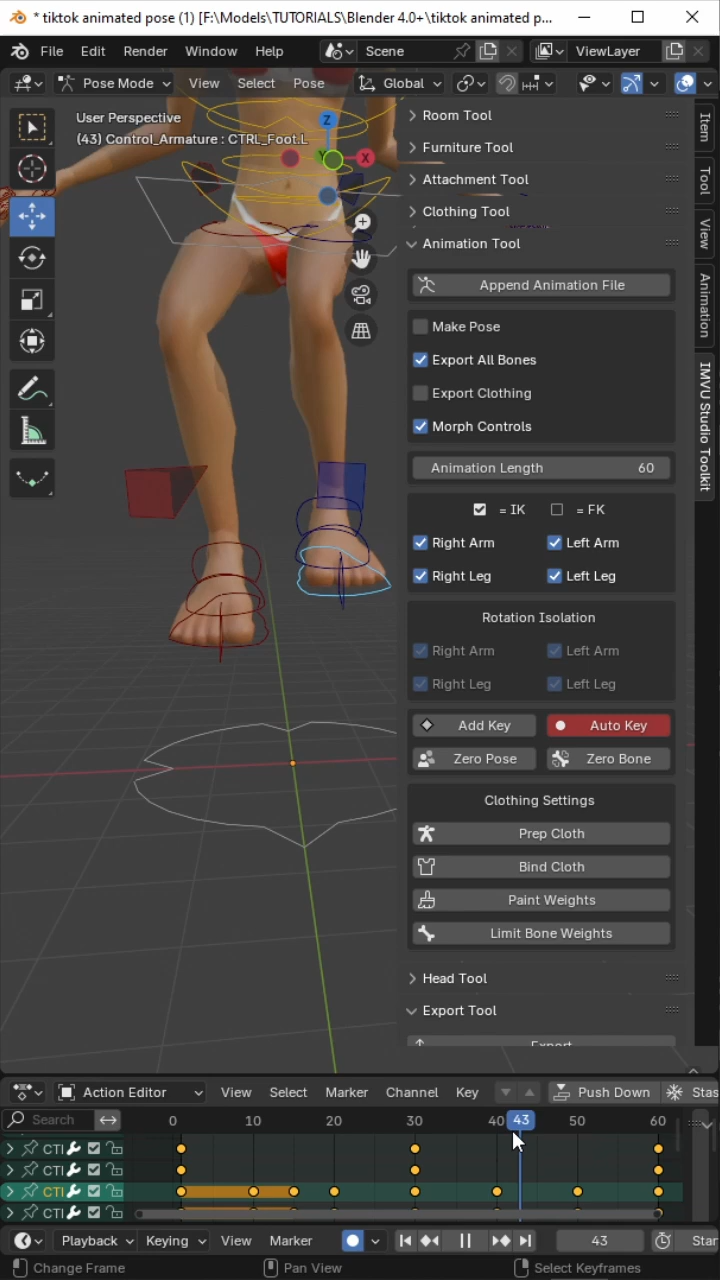 * tiktok animated pose (1) [F:\Models\TUTORIALS\Blender 4.0+\tiktok animated p...
File Edit Render Window Help Scene ViewLayer
Pose Mode View Select Pose Global
User Perspective
(43) Control_Armature : CTRL_Foot.L
Z
Y X
Room Tool
Furniture Tool
Attachment Tool
Clothing Tool
Animation Tool
Append Animation File
Make Pose
Export All Bones
Export Clothing
Morph Controls
Animation Length 60
= IK = FK
Right Arm Left Arm
Right Leg Left Leg
Rotation Isolation
Right Arm Left Arm
Right Leg Left Leg
Add Key Auto Key
Zero Pose Zero Bone
Clothing Settings
Prep Cloth
Bind Cloth
Paint Weights
Limit Bone Weights
Head Tool
Export Tool
Export
Item
Tool
View
Animation
IMVU Studio Toolkit
Action Editor View Select Marker Channel Key Push Down Stas
Search 0 10 20 30 40 43 50 60
CTI
CTI
CTI
CTI
Playback Keying View Marker 43 Star
Change Frame Pan View Select Keyframes